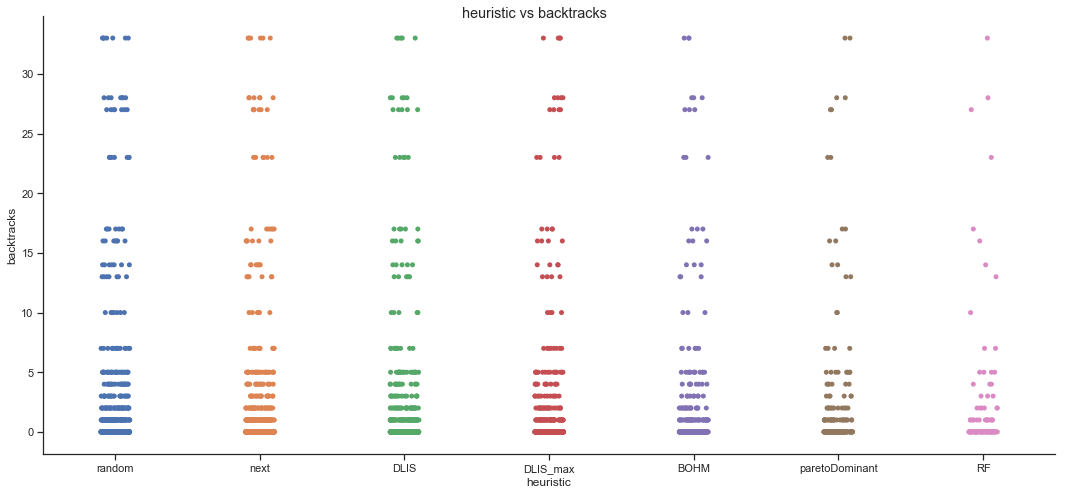 heuristic vs backtracks
backtracks
30
25
20
15
10
5
0
random next DLIS DLIS_max BOHM paretoDominant RF
heuristic